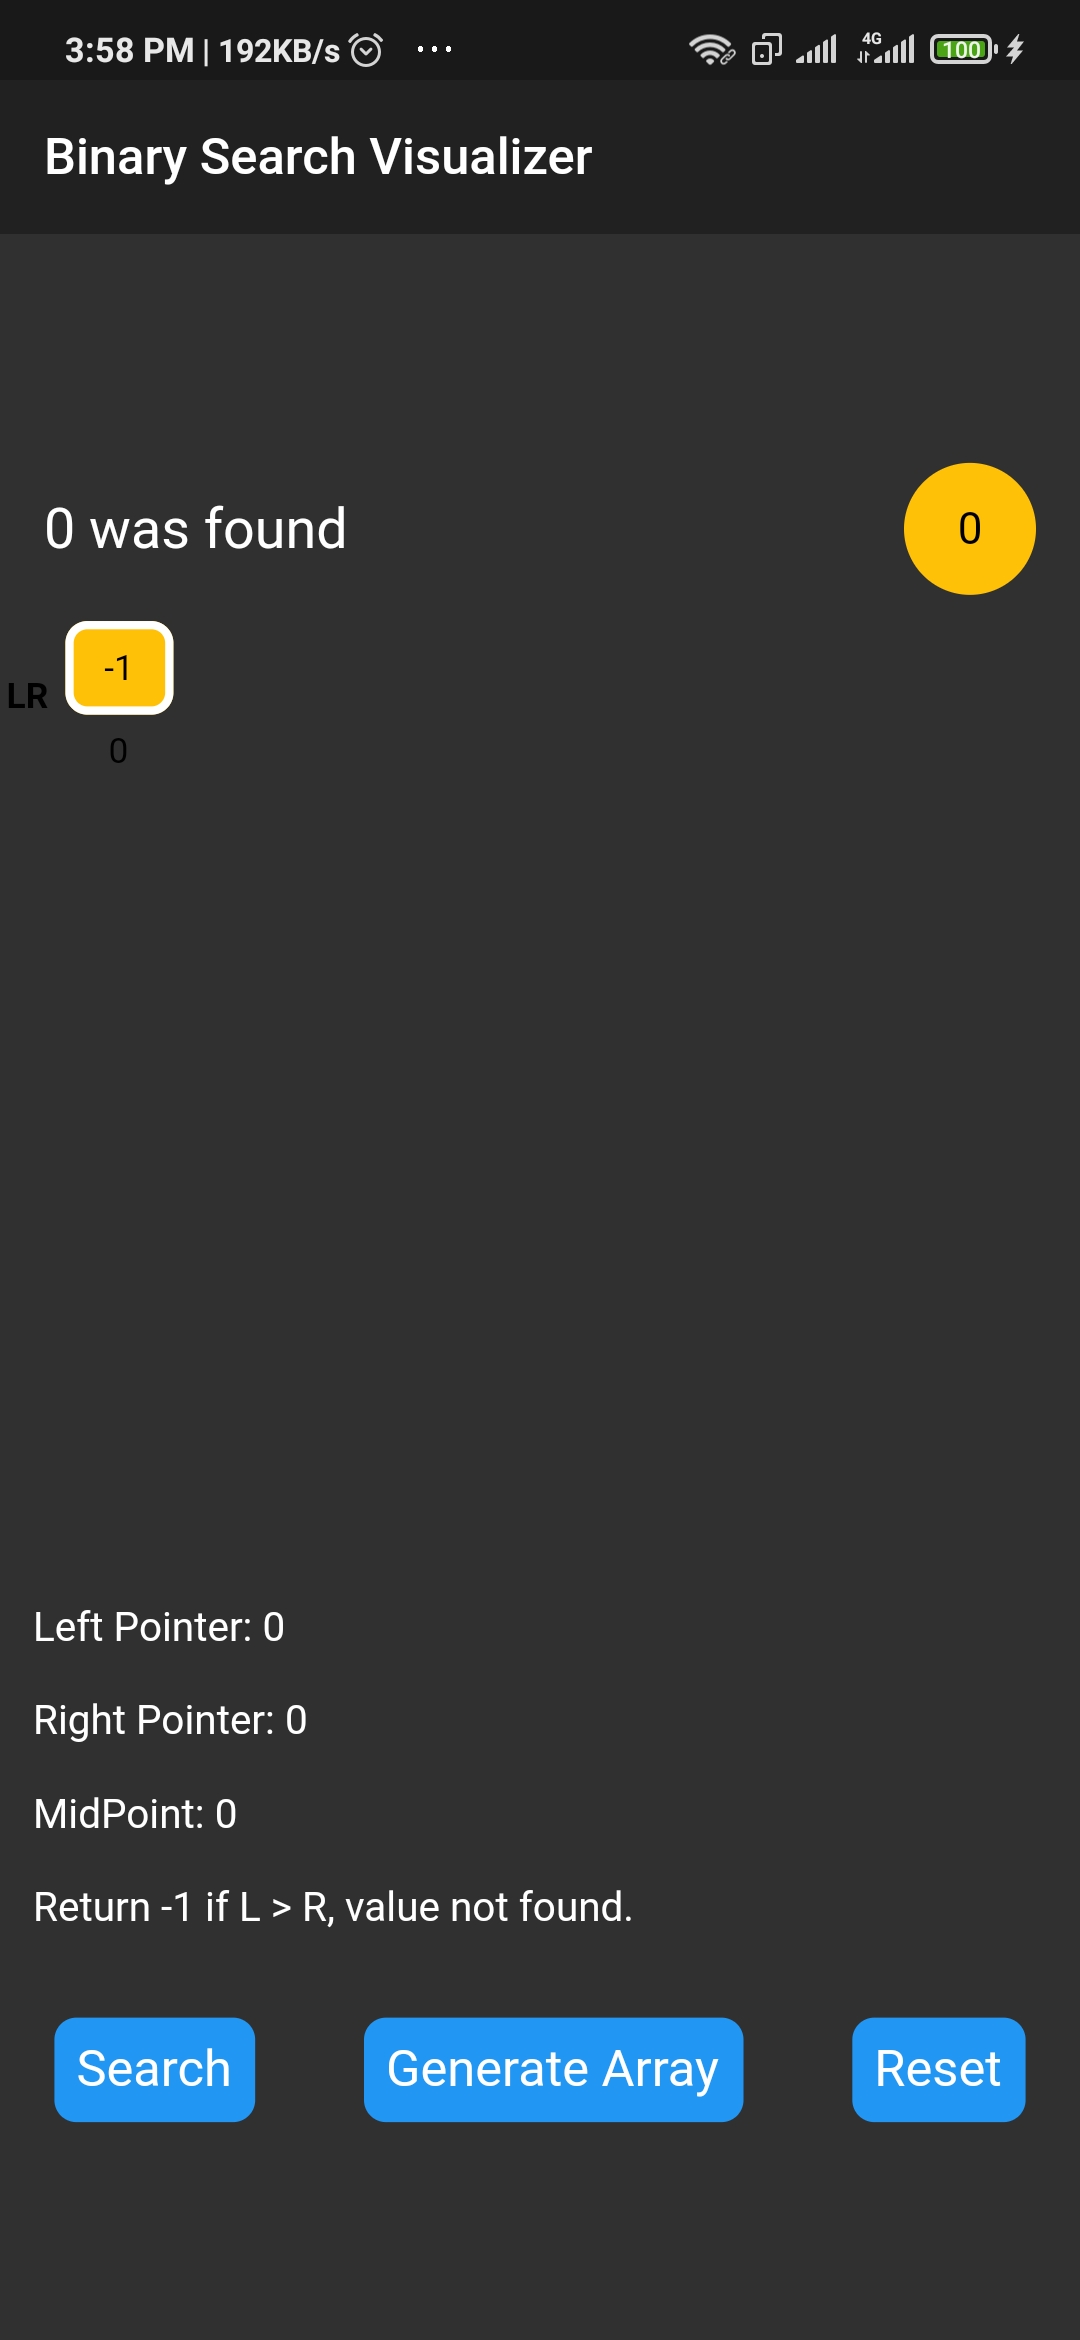 3:58 PM | 192KB/s ... 4G 100
Binary Search Visualizer
0 was found 0
-1
LR
0
Left Pointer: 0
Right Pointer: 0
MidPoint: 0
Return -1 if L > R, value not found.
Search Generate Array Reset